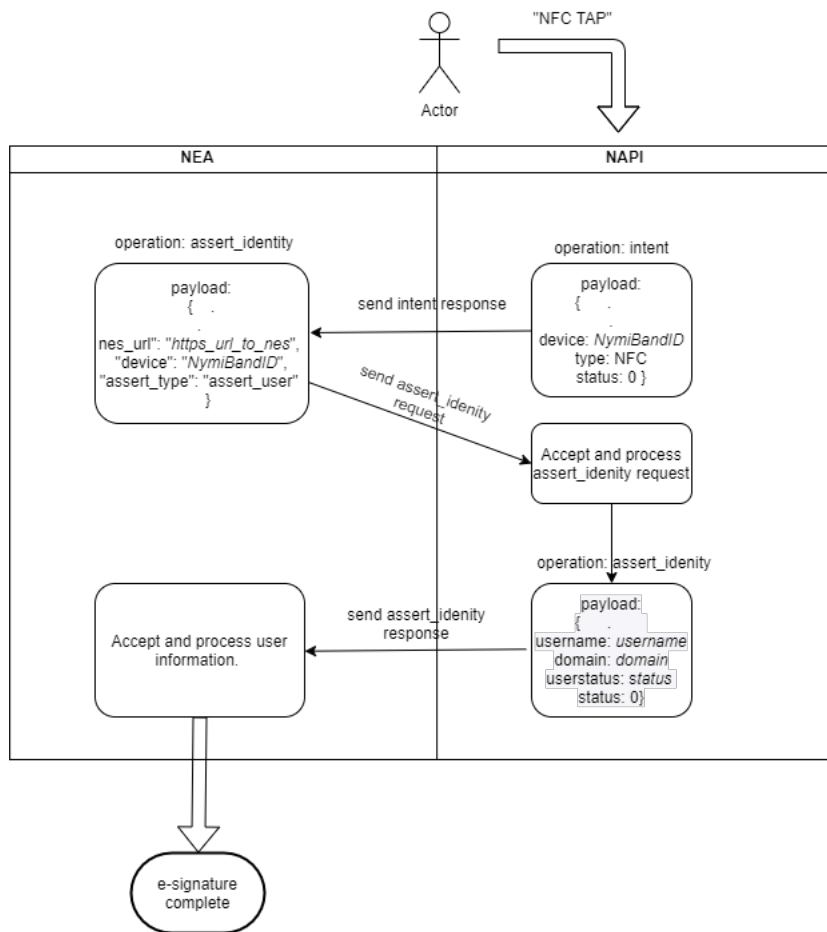 "NFC TAP"
Actor
NEA
NAPI
operation: assert_identity
payload:
{ .
.
nes_url": "https_url_to_nes",
"device": "NymiBandID",
"assert_type": "assert_user"
}
send intent response
operation: intent
payload:
{ .
.
device: NymiBandID
type: NFC
status: 0 }
send assert_idenity
request
Accept and process
assert_idenity request
operation: assert_idenity
payload:
{ .
username: username
domain: domain
userstatus: status
status: 0}
send assert_idenity
response
Accept and process user
information.
e-signature
complete